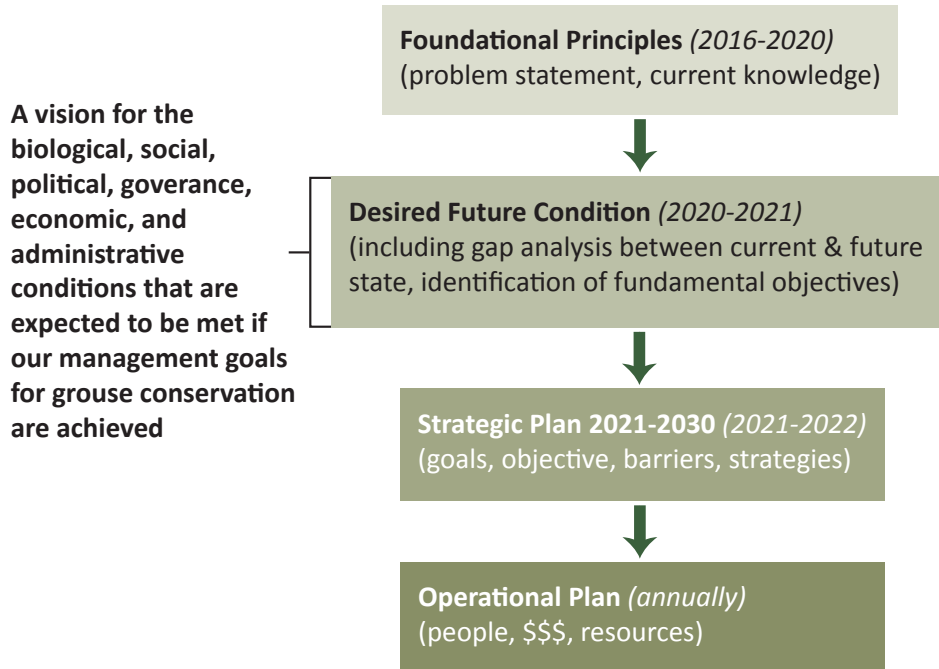 Foundational Principles (2016-2020)
(problem statement, current knowledge)
A vision for the
biological, social,
political, goverance,
economic, and
administrative
conditions that are
expected to be met if
our management goals
for grouse conservation
are achieved
Desired Future Condition (2020-2021)
(including gap analysis between current & future
state, identification of fundamental objectives)
Strategic Plan 2021-2030 (2021-2022)
(goals, objective, barriers, strategies)
Operational Plan (annually)
(people, $$$, resources)